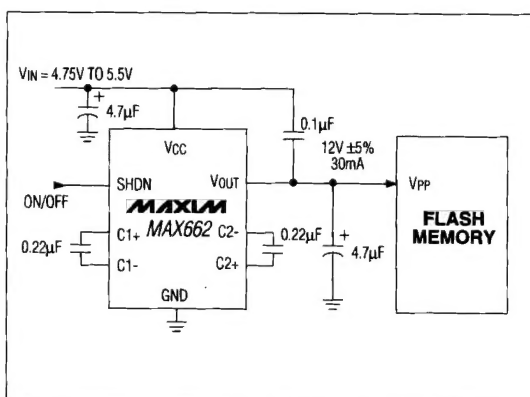 VIN = 4.75V TO 5.5V
+
4.7µF
0.1µF
12V ±5%
30mA
VCC
SHDN
VOUT
VPP
ON/OFF
MAXIM
MAX662
FLASH
MEMORY
C1+
C2-
0.22µF
0.22µF
+
4.7µF
C1-
C2+
GND